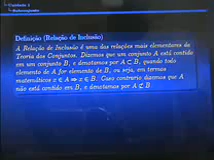 Definição (Relação de Inclusão)
A Relação de Inclusão é uma das relações mais elementares da
Teoria dos Conjuntos. Dizemos que um conjunto A está contido
em um conjunto B, e denotamos por A ⊂ B, quando todo
elemento de A for elemento de B, ou seja, em termos
matemáticos x ∈ A ⇒ x ∈ B. Caso contrário dizemos que A
não está contido em B, e denotamos por A ⊄ B